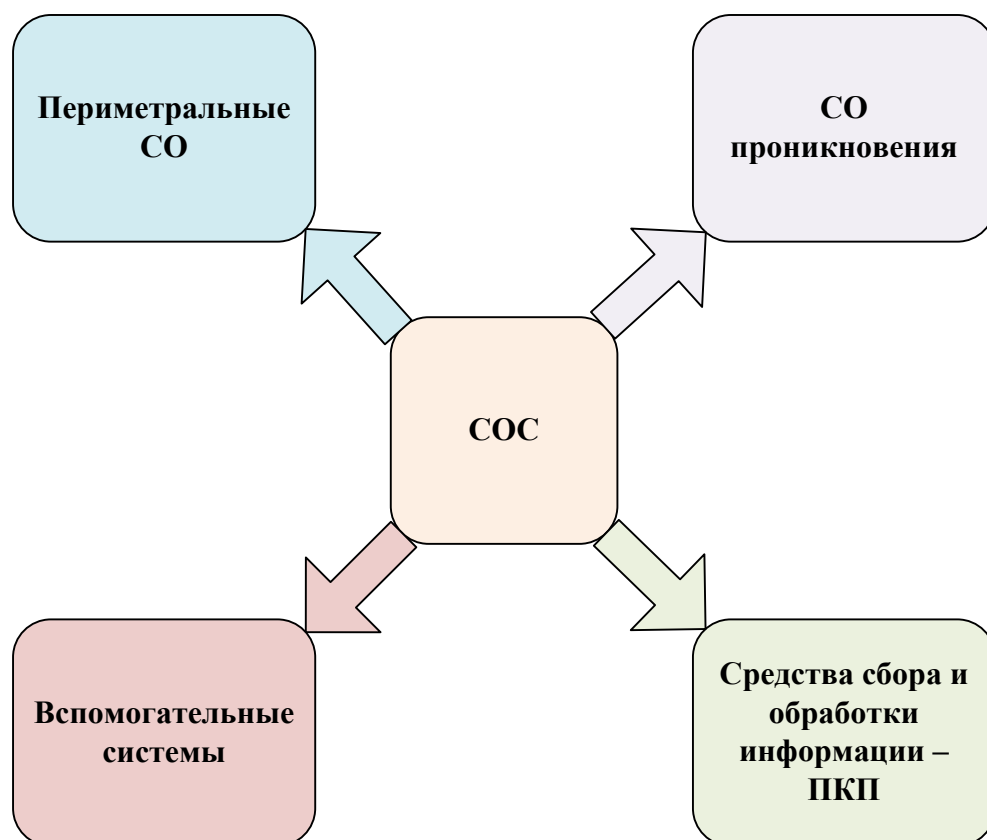 Периметральные
СО
СО
проникновения
СОС
Вспомогательные
системы
Средства сбора и
обработки
информации –
ПКП